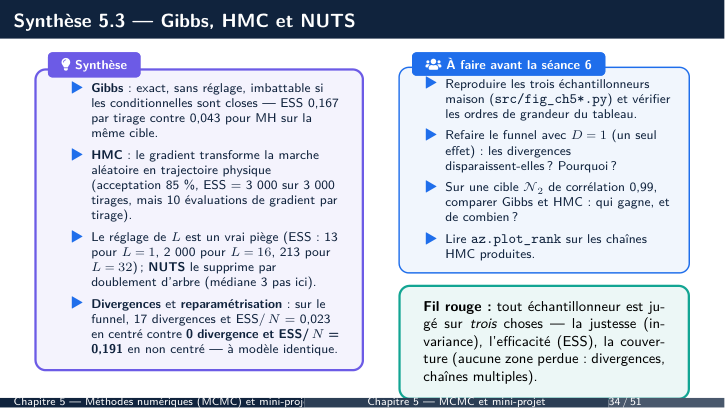 Synthèse 5.3 — Gibbs, HMC et NUTS
Synthèse
Gibbs : exact, sans réglage, imbattable si
les conditionnelles sont closes — ESS 0,167
par tirage contre 0,043 pour MH sur la
même cible.
HMC : le gradient transforme la marche
aléatoire en trajectoire physique
(acceptation 85 %, ESS = 3 000 sur 3 000
tirages, mais 10 évaluations de gradient par
tirage).
Le réglage de L est un vrai piège (ESS : 13
pour L = 1, 2 000 pour L = 16, 213 pour
L = 32) ; NUTS le supprime par
doublement d'arbre (médiane 3 pas ici).
Divergences et reparamétrisation : sur le
funnel, 17 divergences et ESS/ N = 0,023
en centré contre 0 divergence et ESS/ N =
0,191 en non centré — à modèle identique.
À faire avant la séance 6
Reproduire les trois échantillonneurs
maison (src/fig_ch5*.py) et vérifier
les ordres de grandeur du tableau.
Refaire le funnel avec D = 1 (un seul
effet) : les divergences
disparaissent-elles ? Pourquoi ?
Sur une cible N2 de corrélation 0,99,
comparer Gibbs et HMC : qui gagne, et
de combien ?
Lire az.plot_rank sur les chaînes
HMC produites.
Fil rouge : tout échantillonneur est ju-
gé sur trois choses — la justesse (in-
variance), l'efficacité (ESS), la couver-
ture (aucune zone perdue : divergences,
chaînes multiples).
Chapitre 5 — Méthodes numériques (MCMC) et mini-proj
Chapitre 5 — MCMC et mini-projet
34 / 51